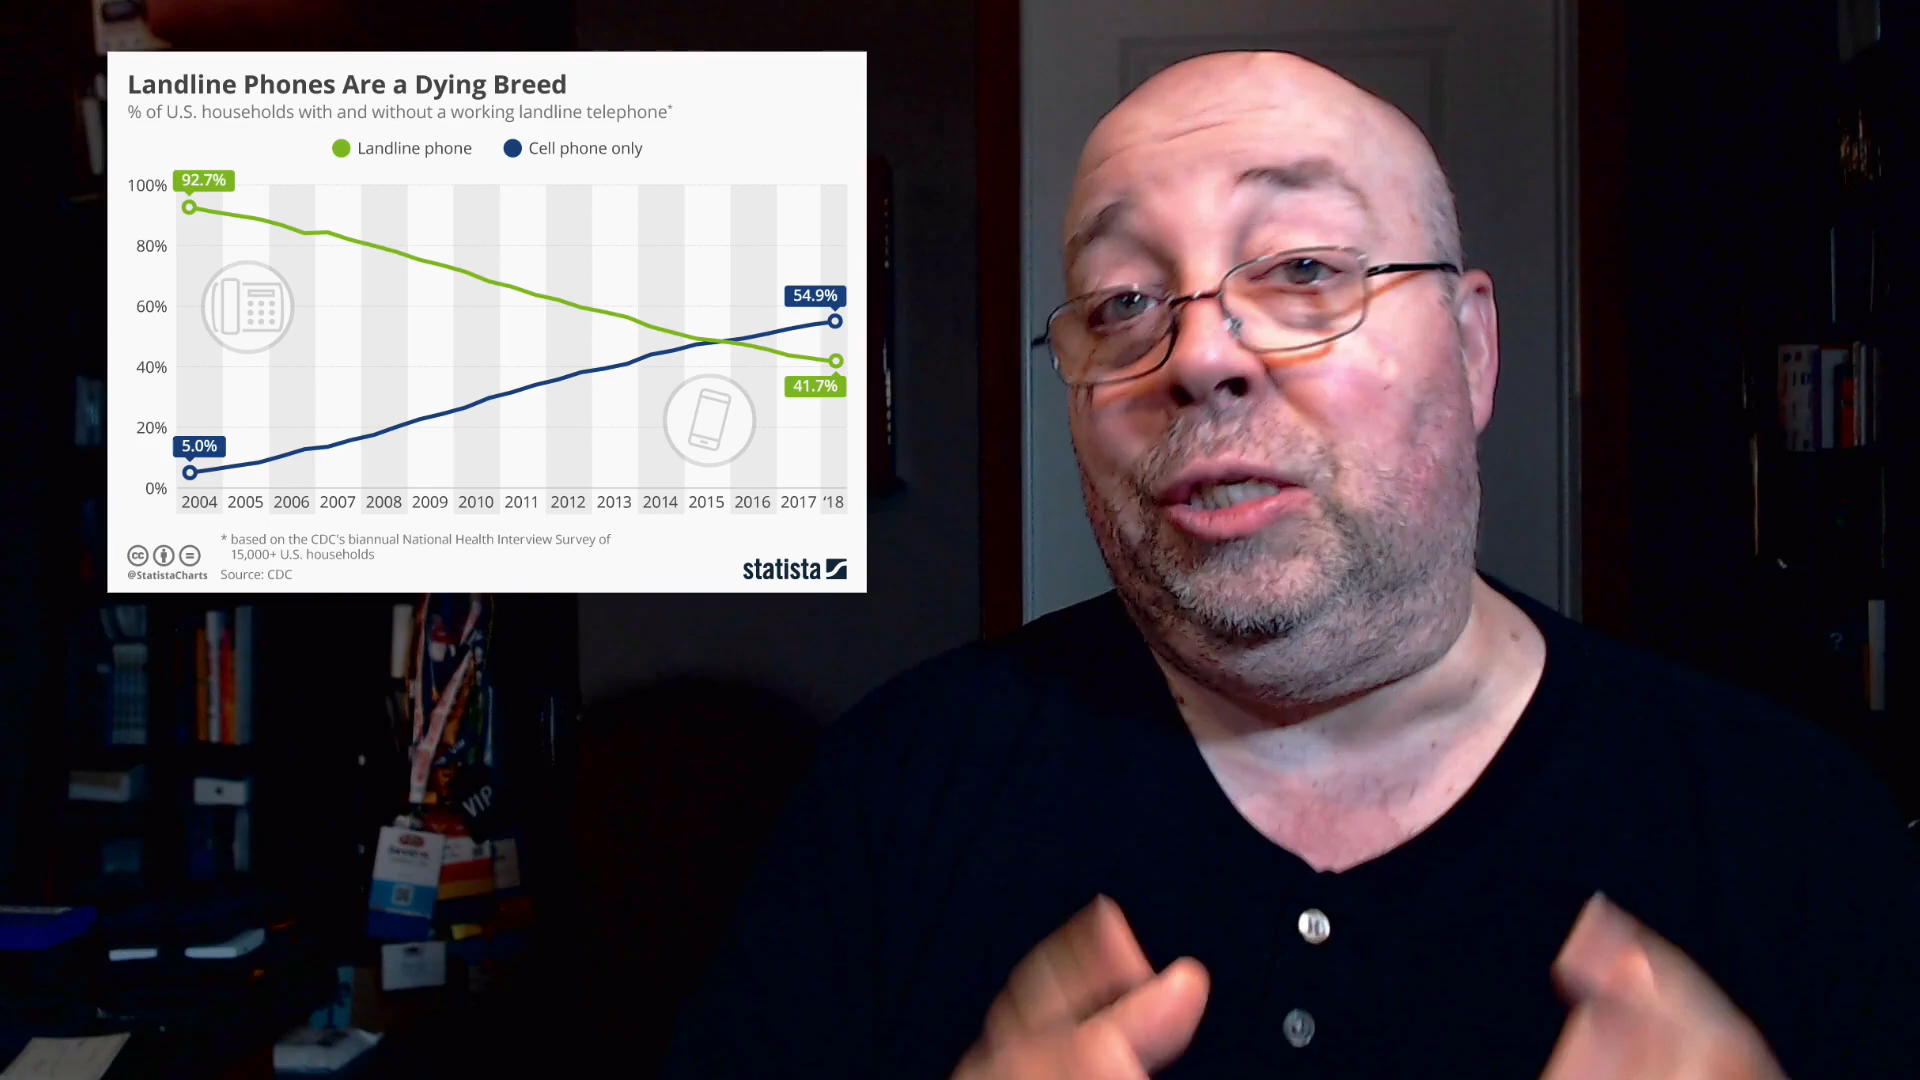 Landline Phones Are a Dying Breed
% of U.S. households with and without a working landline telephone*
Landline phone Cell phone only
100%
92.7%
80%
60%
54.9%
40%
41.7%
20%
5.0%
0%
2004 2005 2006 2007 2008 2009 2010 2011 2012 2013 2014 2015 2016 2017 ‘18
* based on the CDC's biannual National Health Interview Survey of
15,000+ U.S. households
cc
@StatistaCharts Source: CDC
statista
VIP